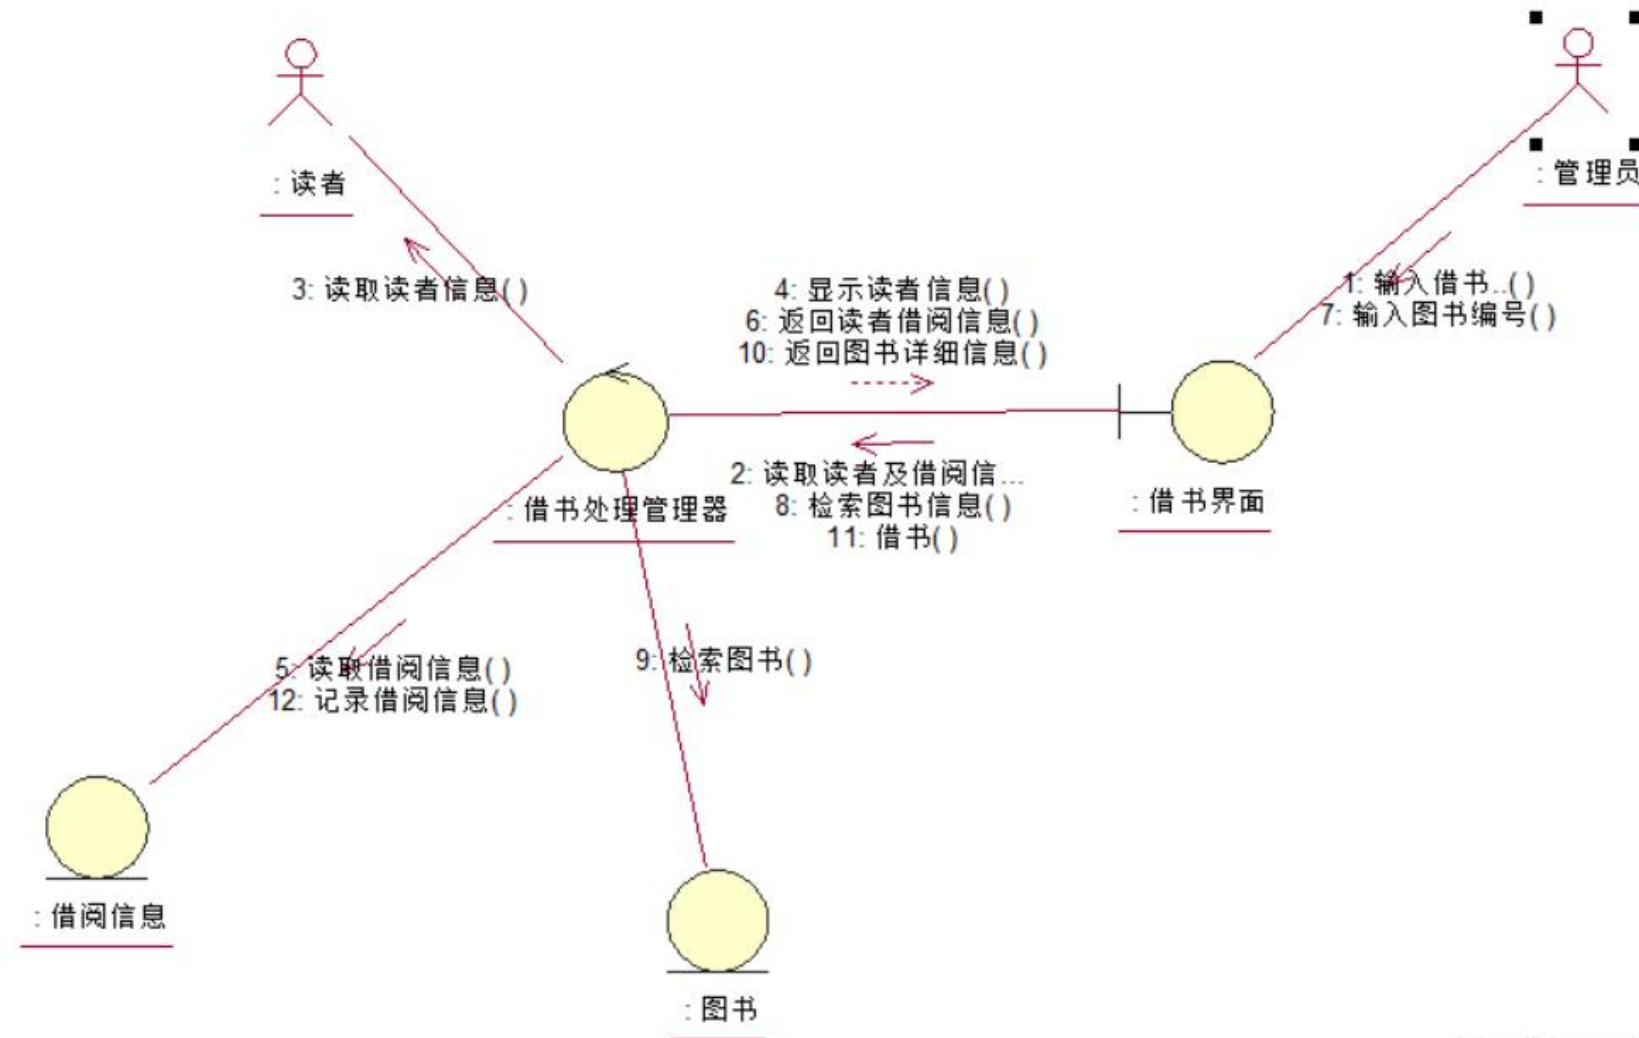 : 读者
: 管理员
3: 读取读者信息( )
4: 显示读者信息( )
6: 返回读者借阅信息( )
10: 返回图书详细信息( )
1: 输入借书..( )
7: 输入图书编号( )
2: 读取读者及借阅信...
8: 检索图书信息( )
11: 借书( )
: 借书处理管理器
: 借书界面
5: 读取借阅信息( )
12: 记录借阅信息( )
9: 检索图书( )
: 借阅信息
: 图书